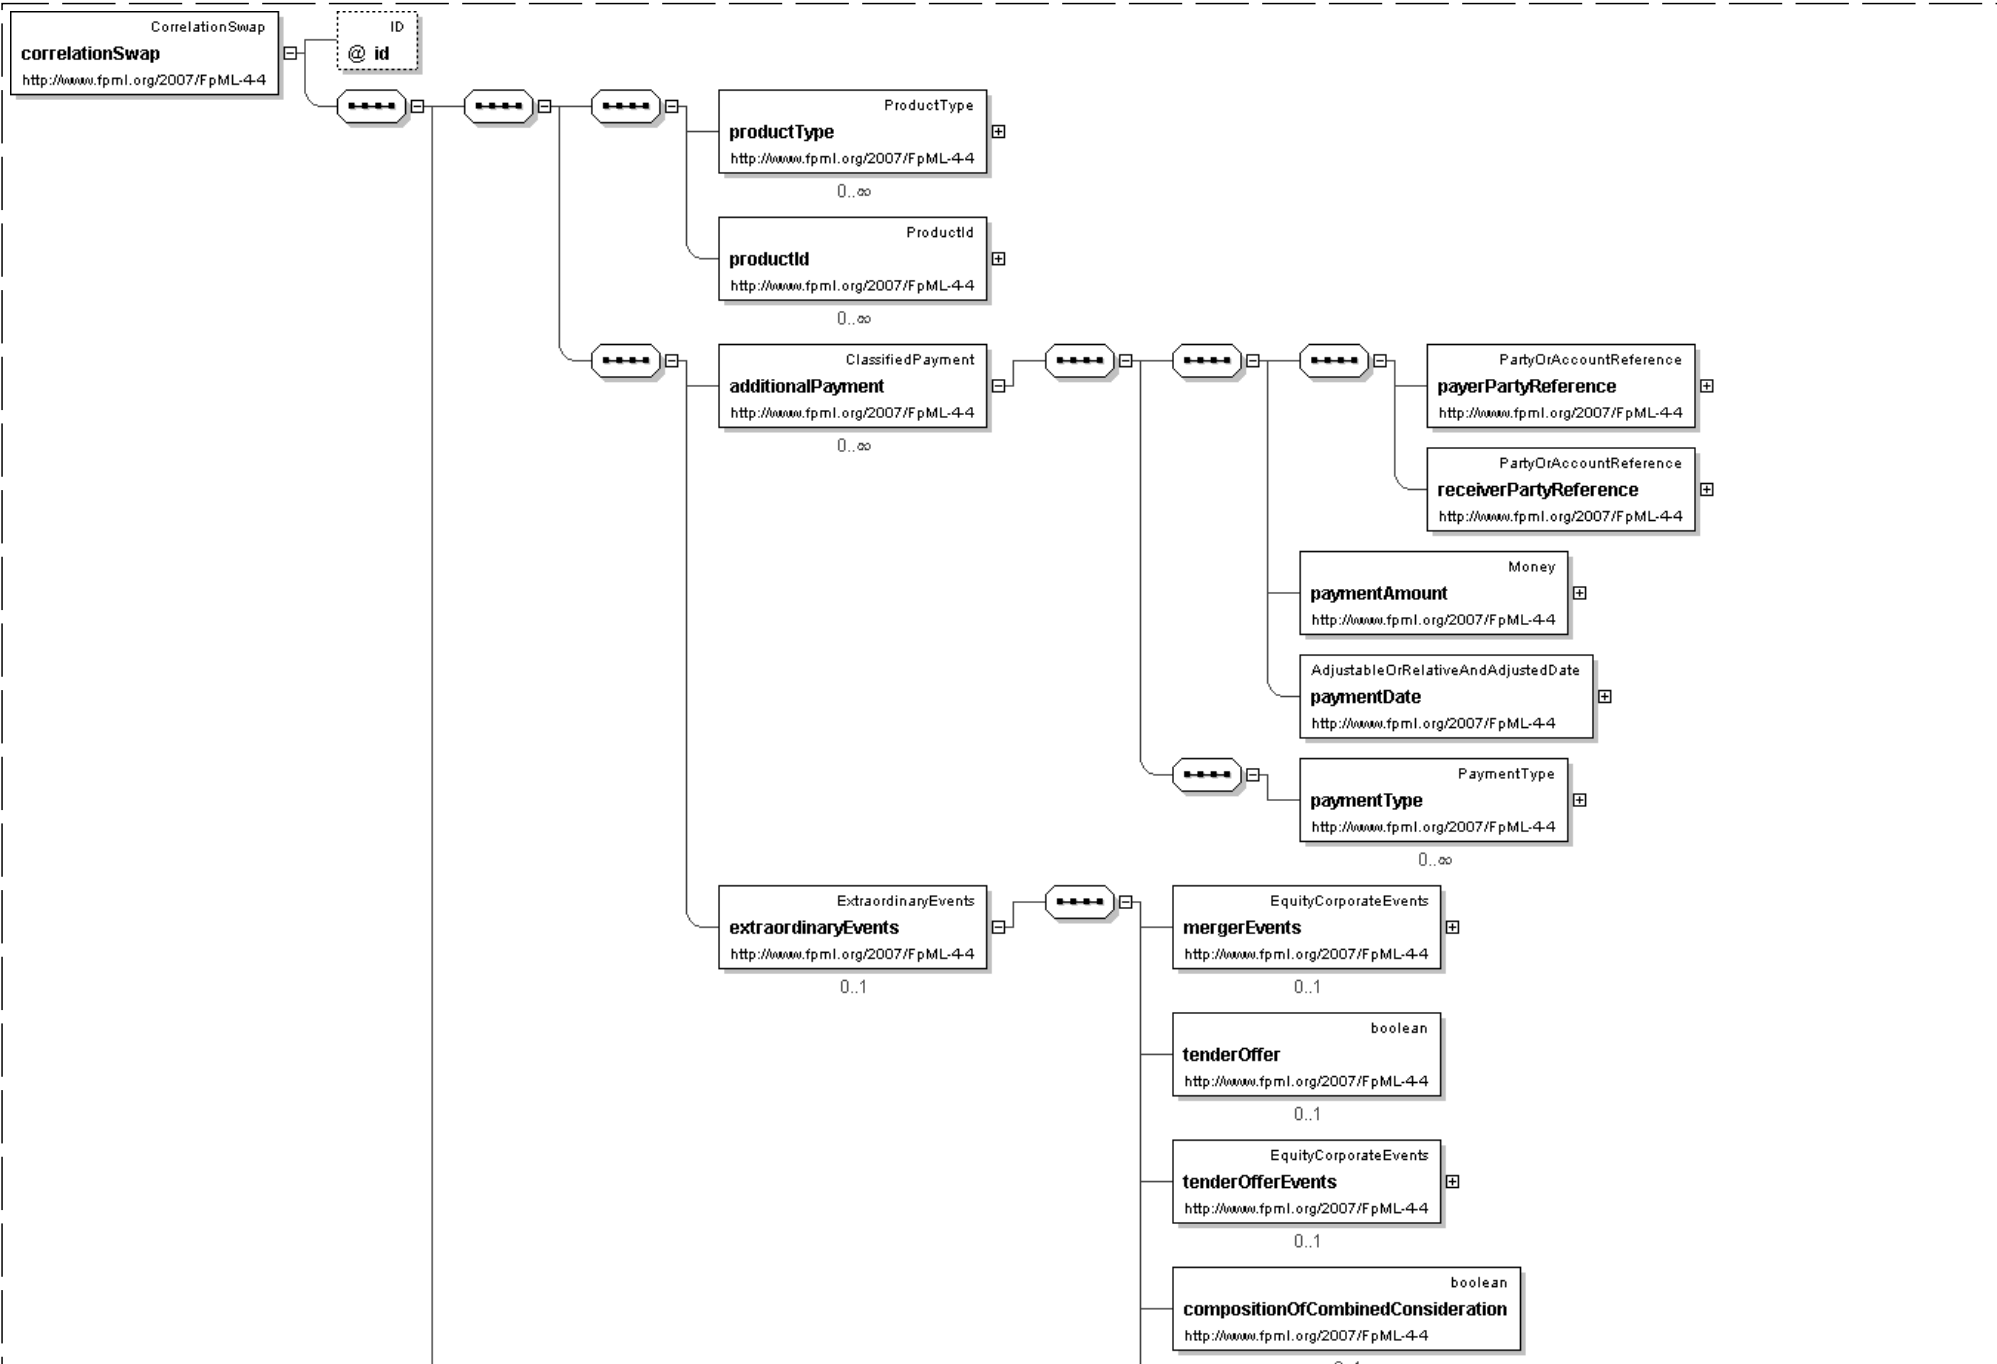 CorrelationSwap
correlationSwap
http://www.fpml.org/2007/FpML-4-4
ID
@ id
ProductType
productType
http://www.fpml.org/2007/FpML-4-4
0..∞
ProductId
productId
http://www.fpml.org/2007/FpML-4-4
0..∞
ClassifiedPayment
additionalPayment
http://www.fpml.org/2007/FpML-4-4
0..∞
PartyOrAccountReference
payerPartyReference
http://www.fpml.org/2007/FpML-4-4
PartyOrAccountReference
receiverPartyReference
http://www.fpml.org/2007/FpML-4-4
Money
paymentAmount
http://www.fpml.org/2007/FpML-4-4
AdjustableOrRelativeAndAdjustedDate
paymentDate
http://www.fpml.org/2007/FpML-4-4
PaymentType
paymentType
http://www.fpml.org/2007/FpML-4-4
0..∞
ExtraordinaryEvents
extraordinaryEvents
http://www.fpml.org/2007/FpML-4-4
0..1
EquityCorporateEvents
mergerEvents
http://www.fpml.org/2007/FpML-4-4
0..1
boolean
tenderOffer
http://www.fpml.org/2007/FpML-4-4
0..1
EquityCorporateEvents
tenderOfferEvents
http://www.fpml.org/2007/FpML-4-4
0..1
boolean
compositionOfCombinedConsideration
http://www.fpml.org/2007/FpML-4-4